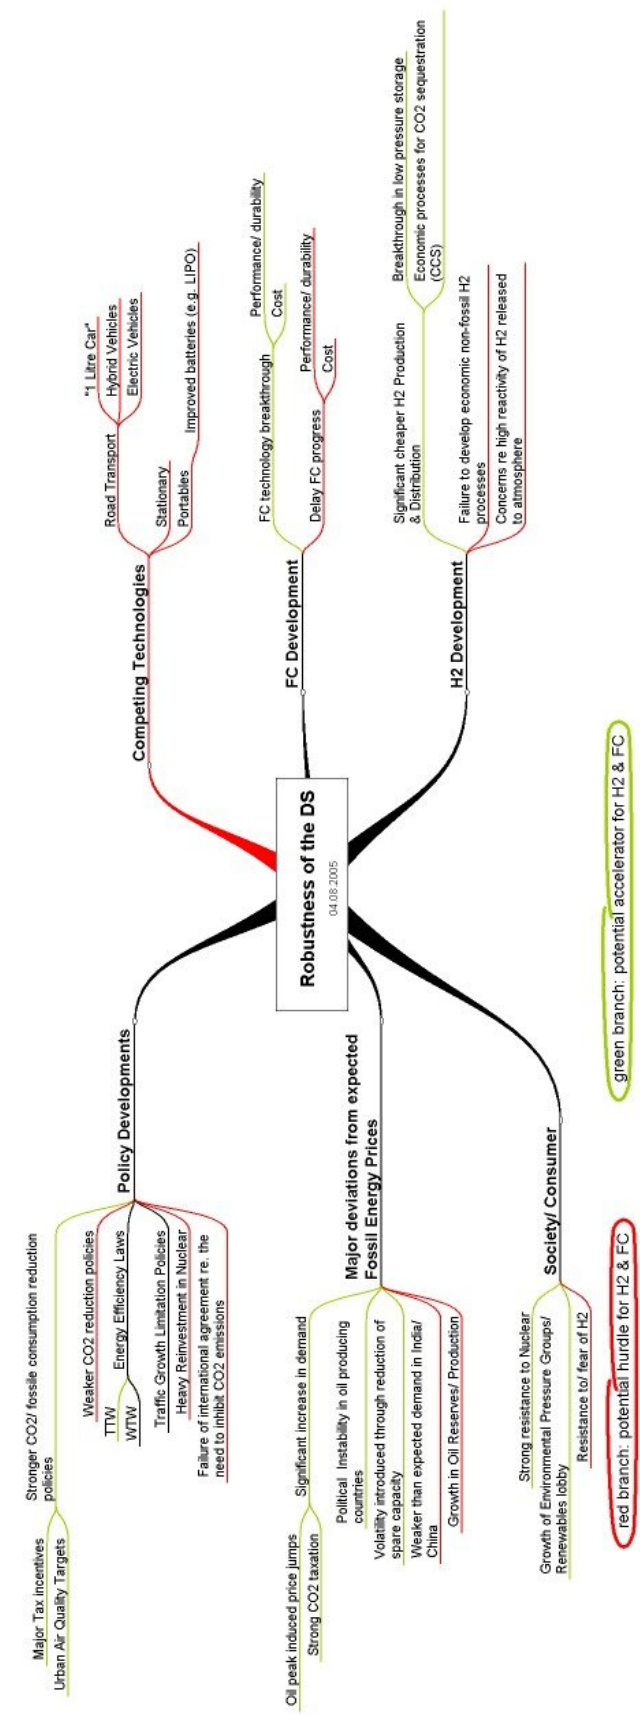 Robustness of the DS
04.08.2005
Policy Developments
Stronger CO2/ fossile consumption reduction
policies
Major Tax incentives
Urban Air Quality Targets
Weaker CO2 reduction policies
Energy Efficiency Laws
TTW
WTW
Traffic Growth Limitation Policies
Heavy Reinvestment in Nuclear
Failure of international agreement re. the
need to inhibit CO2 emissions
Major deviations from expected
Fossil Energy Prices
Significant increase in demand
Oil peak induced price jumps
Strong CO2 taxation
Political Instability in oil producing
countries
Volatility introduced through reduction of
spare capacity
Weaker than expected demand in India/
China
Growth in Oil Reserves/ Production
Society/ Consumer
Strong resistance to Nuclear
Growth of Environmental Pressure Groups/
Renewables lobby
Resistance to/ fear of H2
Competing Technologies
Road Transport
"1 Litre Car"
Hybrid Vehicles
Electric Vehicles
Stationary
Portables
Improved batteries (e.g. LIPO)
FC Development
FC technology breakthrough
Performance/ durability
Cost
Delay FC progress
Performance/ durability
Cost
H2 Development
Significant cheaper H2 Production
& Distribution
Breakthrough in low pressure storage
Economic processes for CO2 sequestration
(CCS)
Failure to develop economic non-fossil H2
processes
Concerns re high reactivity of H2 released
to atmosphere
red branch: potential hurdle for H2 & FC
green branch: potential accelerator for H2 & FC